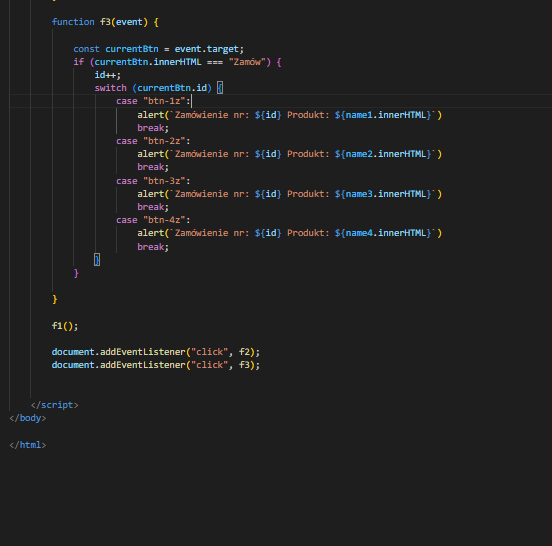 function f3(event) {
const currentBtn = event.target;
if (currentBtn.innerHTML === "Zamów") {
id++;
switch (currentBtn.id) {
case "btn-1z":
alert(`Zamówienie nr: ${id} Produkt: ${name1.innerHTML}`)
break;
case "btn-2z":
alert(`Zamówienie nr: ${id} Produkt: ${name2.innerHTML}`)
break;
case "btn-3z":
alert(`Zamówienie nr: ${id} Produkt: ${name3.innerHTML}`)
break;
case "btn-4z":
alert(`Zamówienie nr: ${id} Produkt: ${name4.innerHTML}`)
break;
}
}
}
f1();
document.addEventListener("click", f2);
document.addEventListener("click", f3);
</script>
</body>
</html>